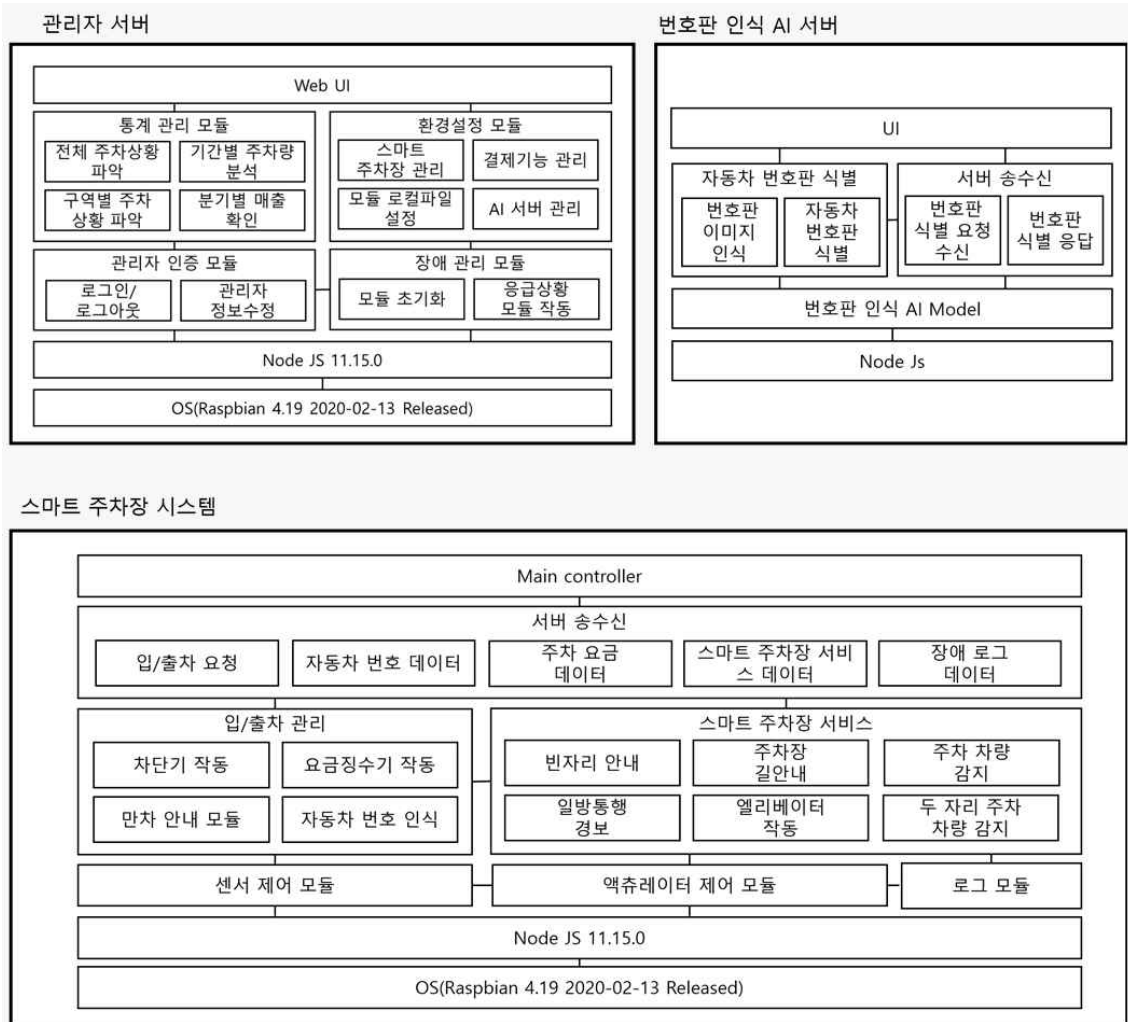 관리자 서버
Web UI
통계 관리 모듈
전체 주차상황
파악
기간별 주차량
분석
구역별 주차
상황 파악
분기별 매출
확인
환경설정 모듈
스마트
주차장 관리
결제기능 관리
모듈 로컬파일
설정
AI 서버 관리
관리자 인증 모듈
로그인/
로그아웃
관리자
정보수정
장애 관리 모듈
모듈 초기화
응급상황
모듈 작동
Node JS 11.15.0
OS(Raspbian 4.19 2020-02-13 Released)
번호판 인식 AI 서버
UI
자동차 번호판 식별
번호판
이미지
인식
자동차
번호판
식별
서버 송수신
번호판
식별 요청
수신
번호판
식별 응답
번호판 인식 AI Model
Node Js
스마트 주차장 시스템
Main controller
서버 송수신
입/출차 요청
자동차 번호 데이터
주차 요금
데이터
스마트 주차장 서비
스 데이터
장애 로그
데이터
입/출차 관리
차단기 작동
요금징수기 작동
만차 안내 모듈
자동차 번호 인식
스마트 주차장 서비스
빈자리 안내
주차장
길안내
주차 차량
감지
일방통행
경보
엘리베이터
작동
두 자리 주차
차량 감지
센서 제어 모듈
액츄레이터 제어 모듈
로그 모듈
Node JS 11.15.0
OS(Raspbian 4.19 2020-02-13 Released)